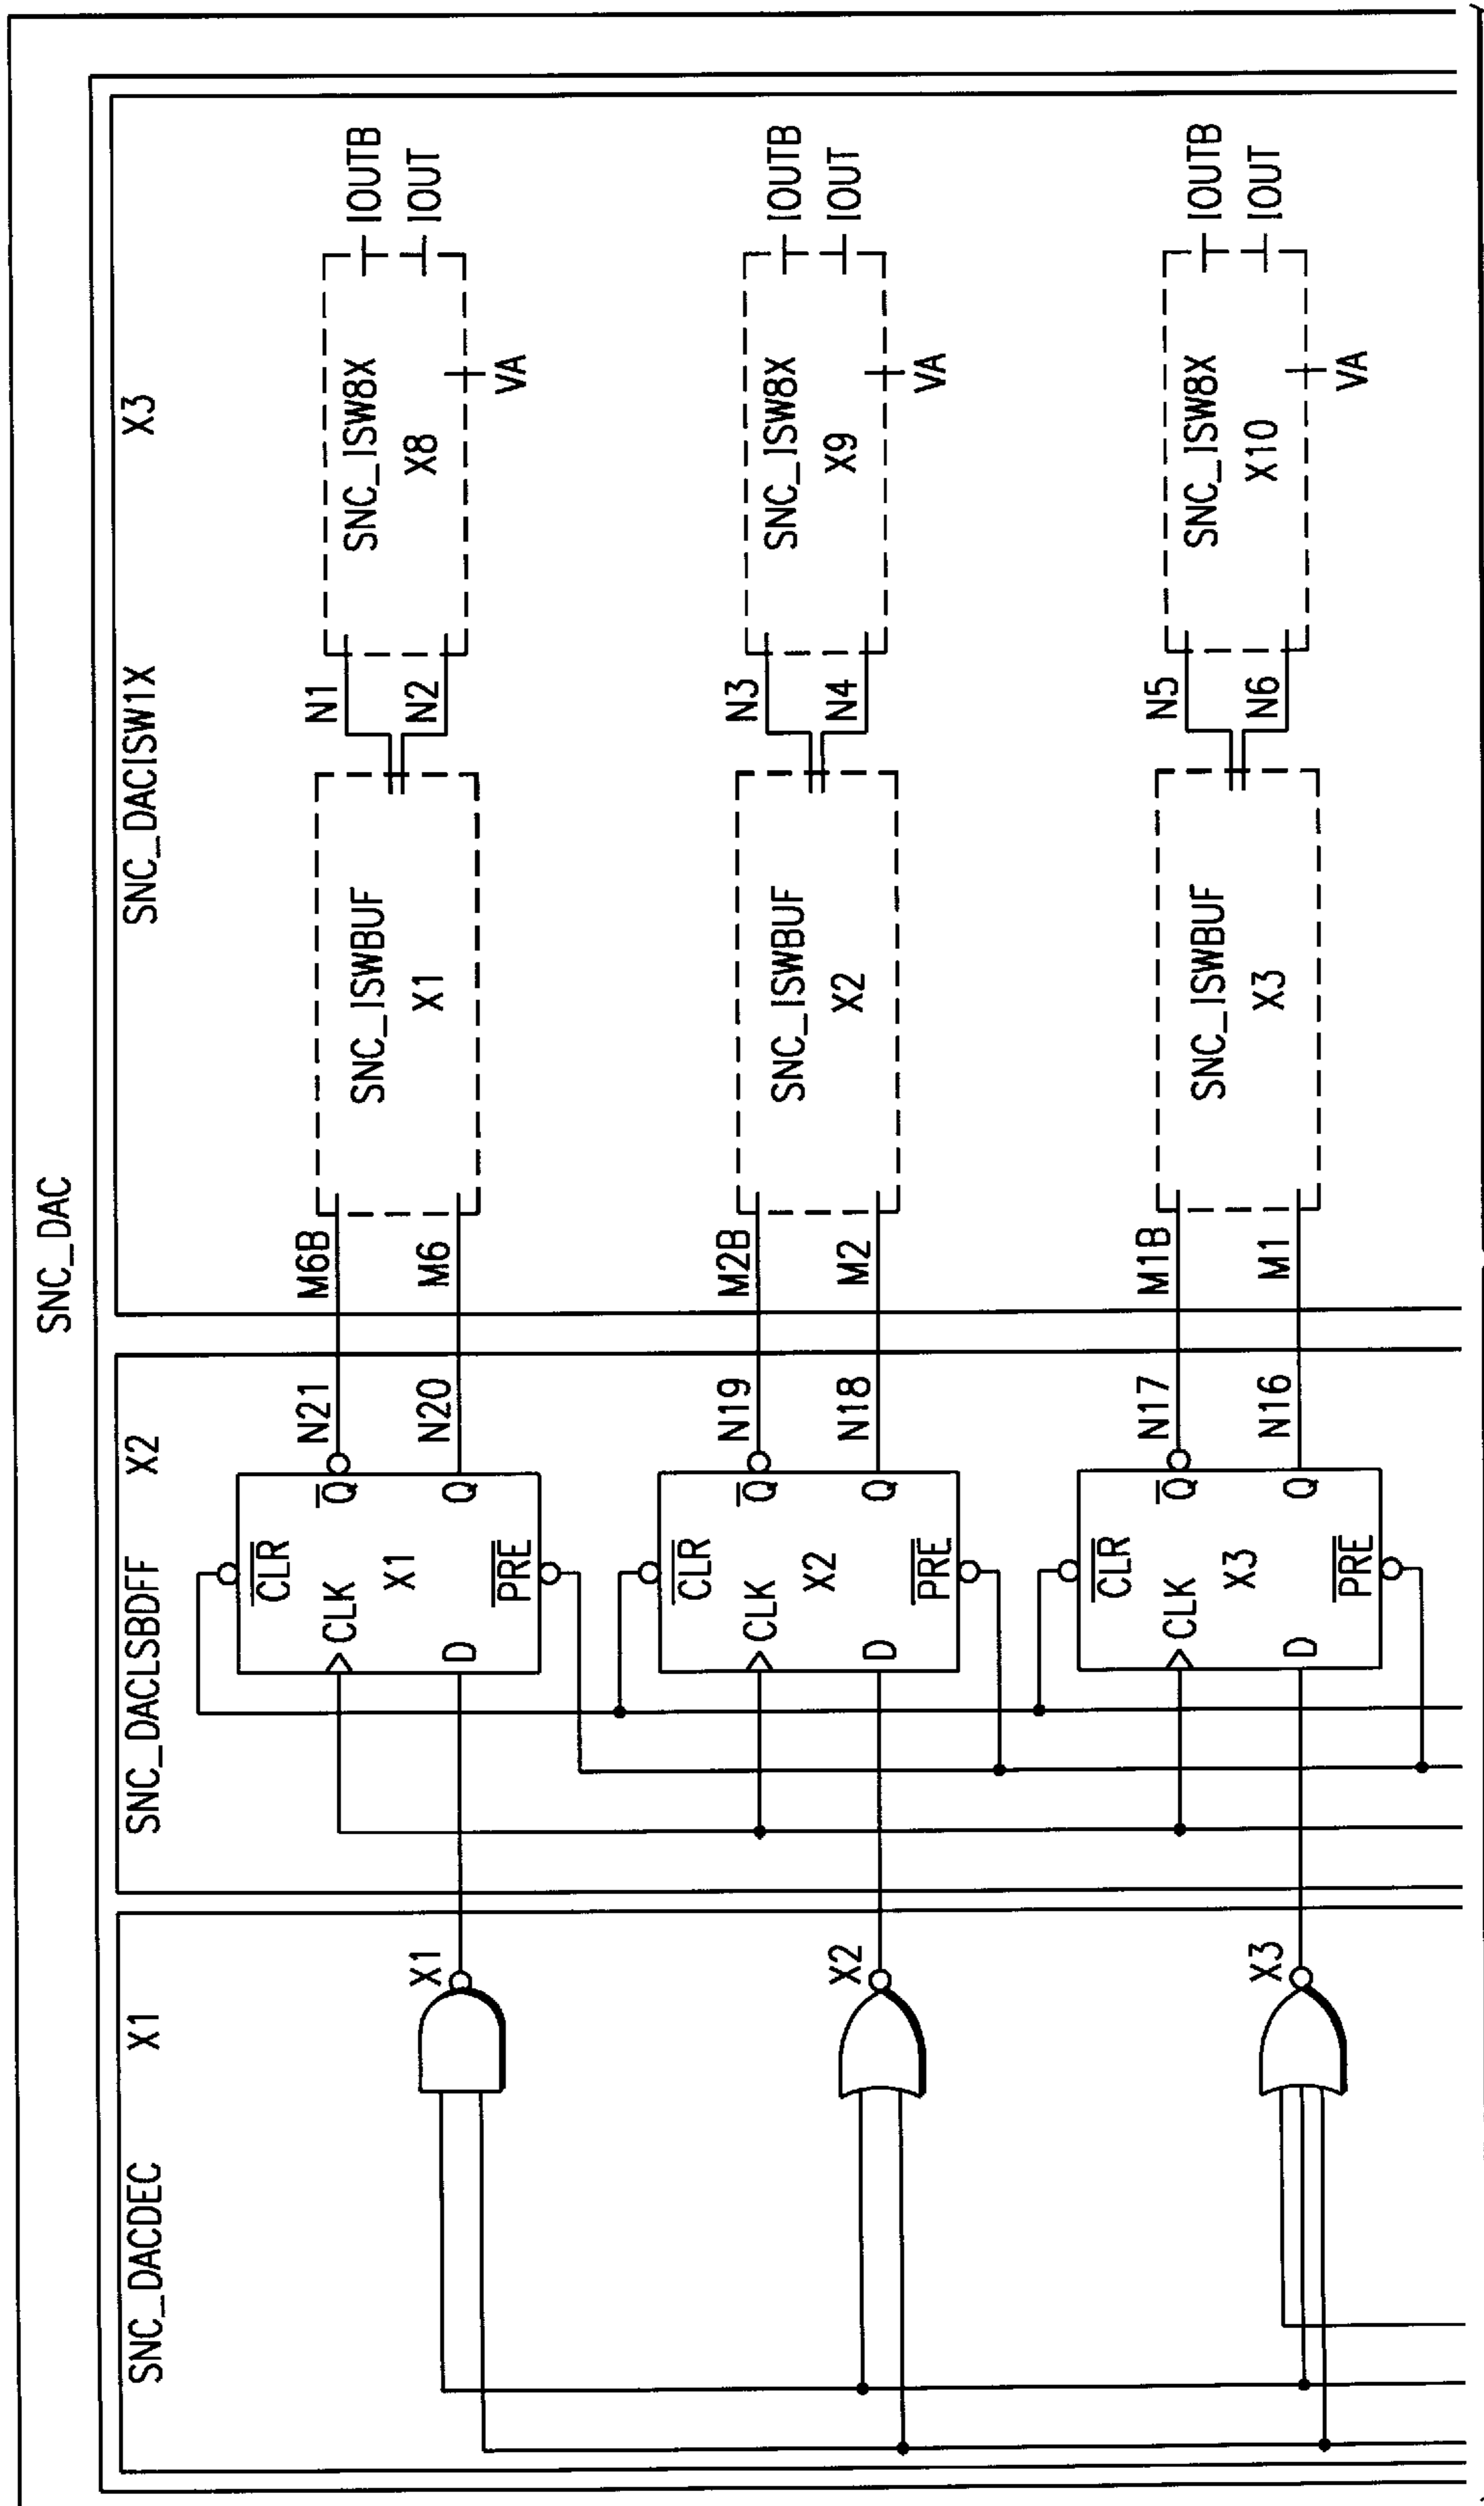 SNC_DAC
SNC_DACDEC X1
SNC_DACLSBDFF X2
SNC_DACISW1X X3
X1
CLR
CLK
X1
D
PRE
Q
Q
N21
N20
M6B
M6
SNC_ISWBUF
X1
N1
N2
SNC_ISW8X
X8
VA
IOUTB
IOUT
X2
CLR
CLK
X2
D
PRE
Q
Q
N19
N18
M2B
M2
SNC_ISWBUF
X2
N3
N4
SNC_ISW8X
X9
VA
IOUTB
IOUT
X3
CLR
CLK
X3
D
PRE
Q
Q
N17
N16
M1B
M1
SNC_ISWBUF
X3
N5
N6
SNC_ISW8X
X10
VA
IOUTB
IOUT